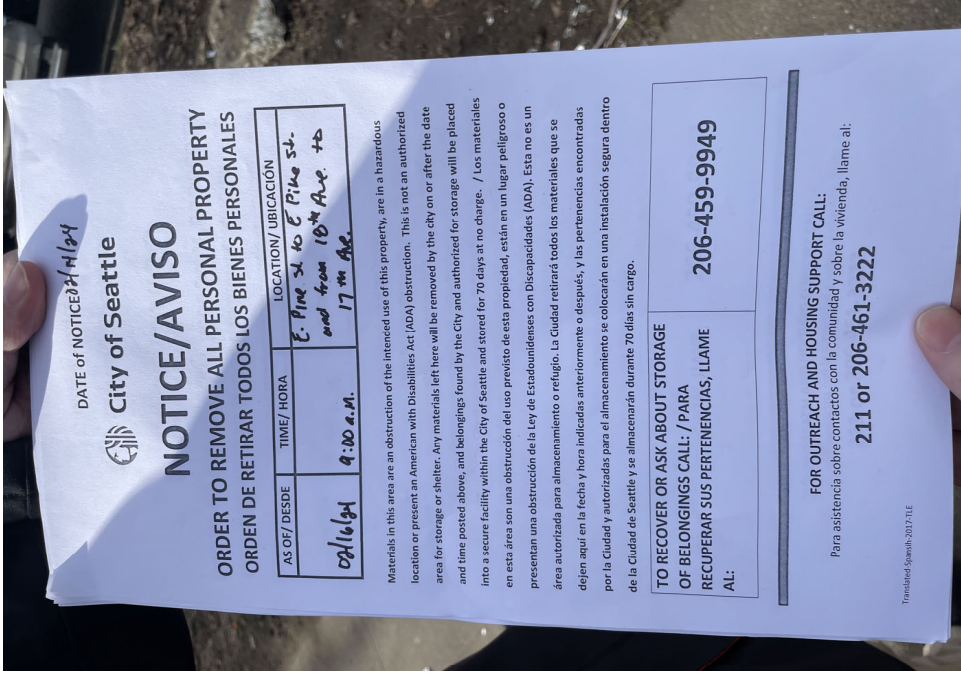 DATE of NOTICE 2/14/24
City of Seattle
NOTICE/AVISO
ORDER TO REMOVE ALL PERSONAL PROPERTY
ORDEN DE RETIRAR TODOS LOS BIENES PERSONALES
AS OF/ DESDE TIME/ HORA LOCATION/ UBICACIÓN
02/16/24 9:00 a.m. E. Pine St to E Pike St.
and from 18th Ave. to
17th Ave.
Materials in this area are an obstruction of the intended use of this property, are in a hazardous
location or present an American with Disabilities Act (ADA) obstruction. This is not an authorized
area for storage or shelter. Any materials left here will be removed by the city on or after the date
and time posted above, and belongings found by the City and authorized for storage will be placed
into a secure facility within the City of Seattle and stored for 70 days at no charge. / Los materiales
en esta área son una obstrucción del uso previsto de esta propiedad, están en un lugar peligroso o
presentan una obstrucción de la Ley de Estadounidenses con Discapacidades (ADA). Esta no es un
área autorizada para almacenamiento o refugio. La Ciudad retirará todos los materiales que se
dejen aquí en la fecha y hora indicadas anteriormente o después, y las pertenencias encontradas
por la Ciudad y autorizadas para el almacenamiento se colocarán en una instalación segura dentro
de la Ciudad de Seattle y se almacenarán durante 70 días sin cargo.
TO RECOVER OR ASK ABOUT STORAGE
OF BELONGINGS CALL: / PARA
RECUPERAR SUS PERTENENCIAS, LLAME
AL:
206-459-9949
FOR OUTREACH AND HOUSING SUPPORT CALL:
Para asistencia sobre contactos con la comunidad y sobre la vivienda, llame al:
211 or 206-461-3222
Translated-Spansih-2017-TLE